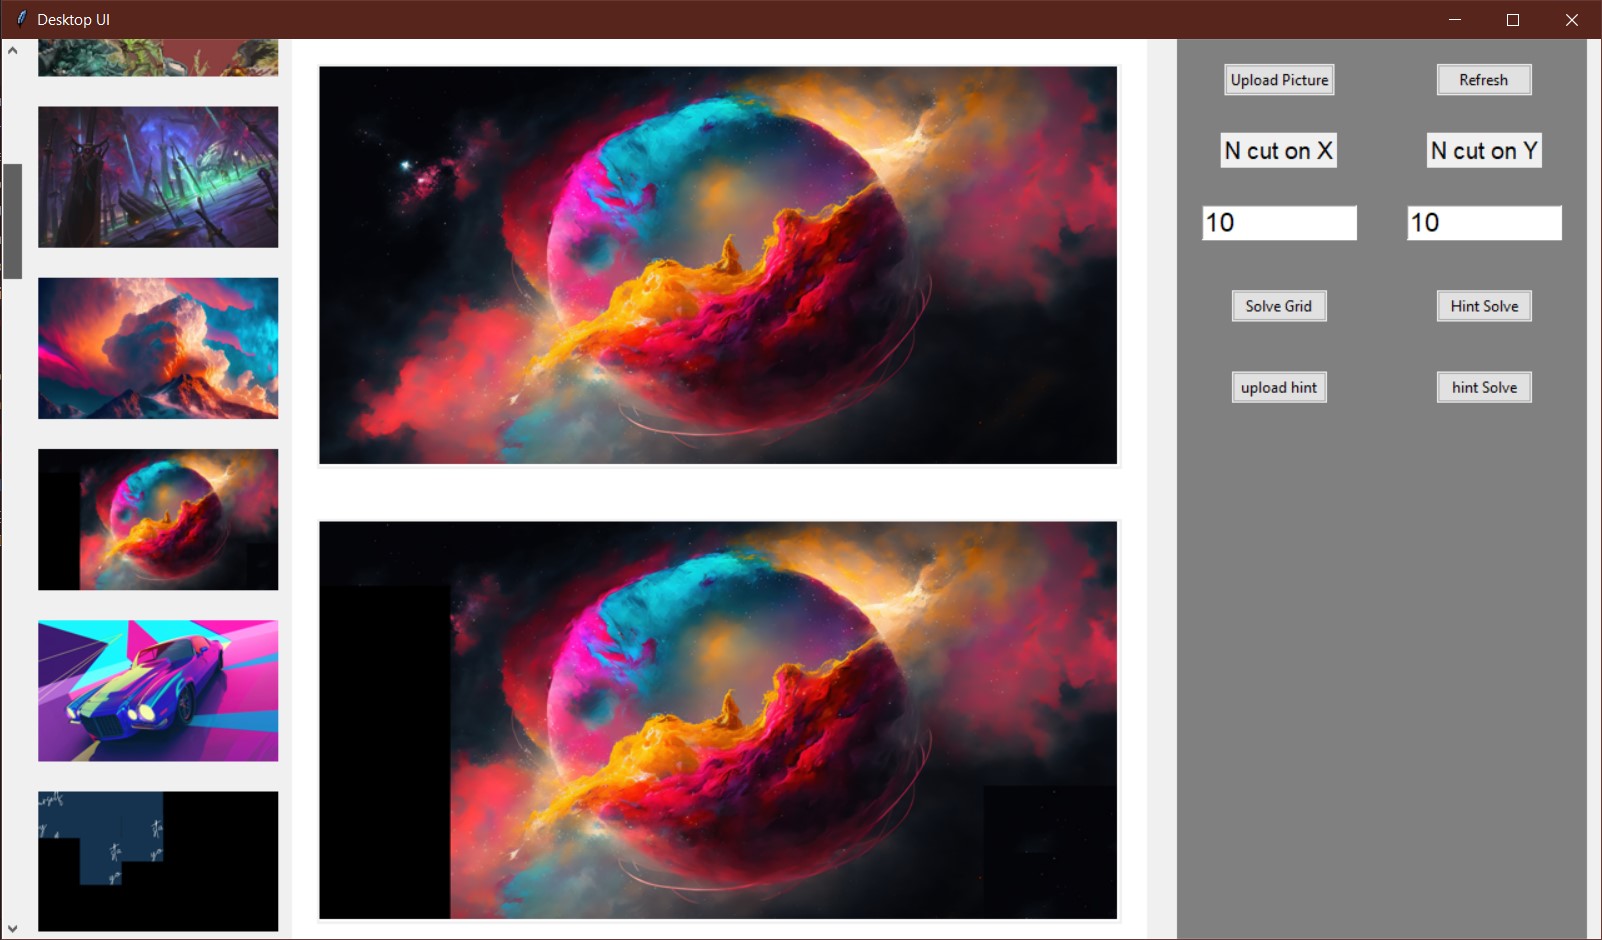 Desktop UI
Upload Picture
Refresh
N cut on X
N cut on Y
10
10
Solve Grid
Hint Solve
upload hint
hint Solve